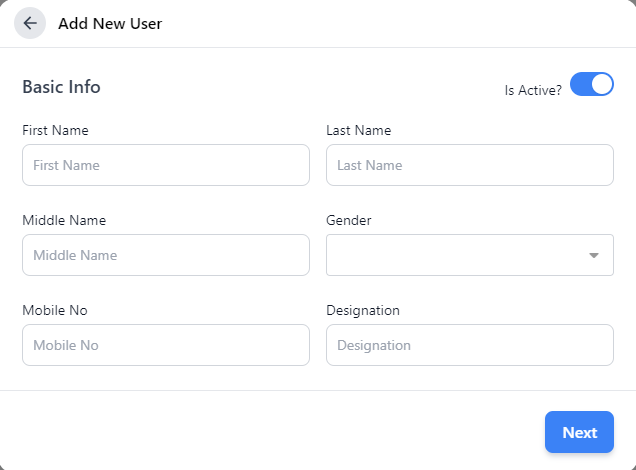 Add New User
Basic Info
Is Active?
First Name
Last Name
First Name
Last Name
Middle Name
Gender
Middle Name
Mobile No
Designation
Mobile No
Designation
Next